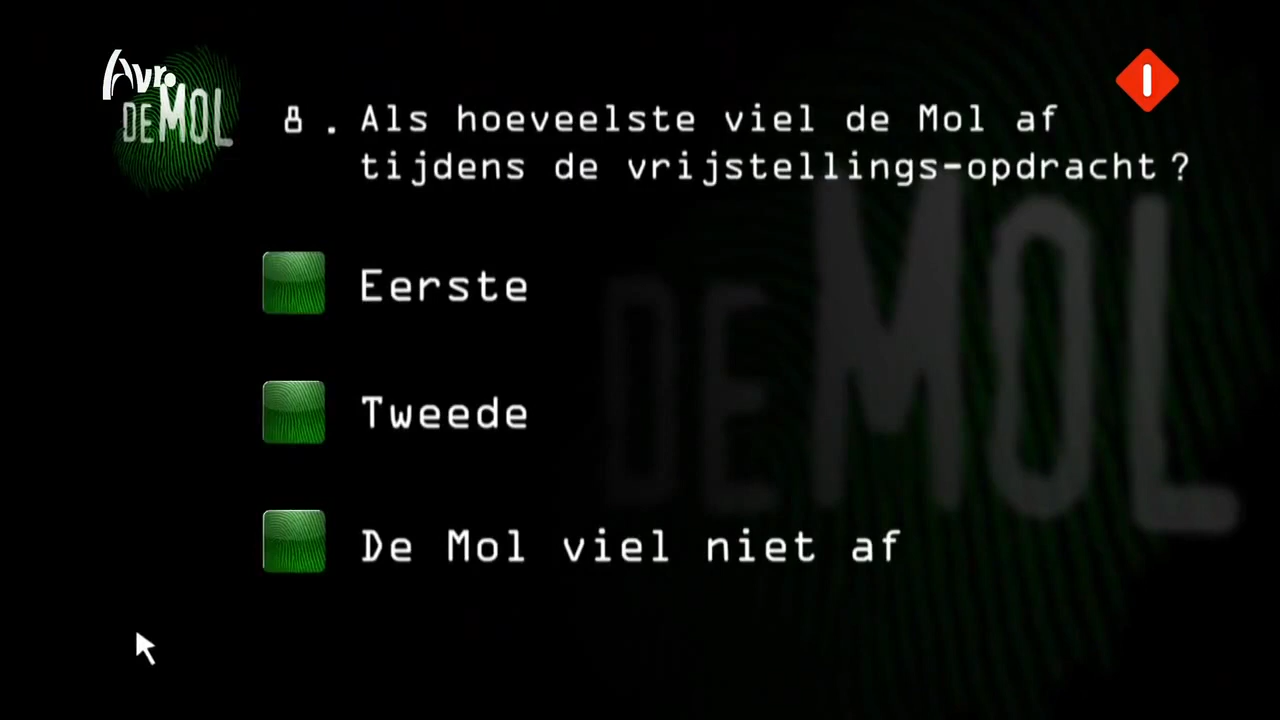 Avro
DE MOL
8. Als hoeveelste viel de Mol af
tijdens de vrijstellings-opdracht?
Eerste
Tweede
De Mol viel niet af
DE MOL